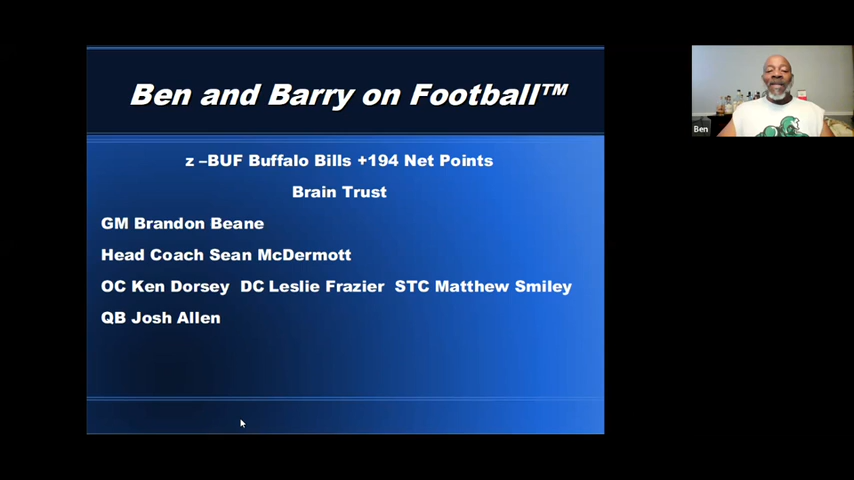 Ben and Barry on Football™
z –BUF Buffalo Bills +194 Net Points
Brain Trust
GM Brandon Beane
Head Coach Sean McDermott
OC Ken Dorsey  DC Leslie Frazier  STC Matthew Smiley
QB Josh Allen
Ben